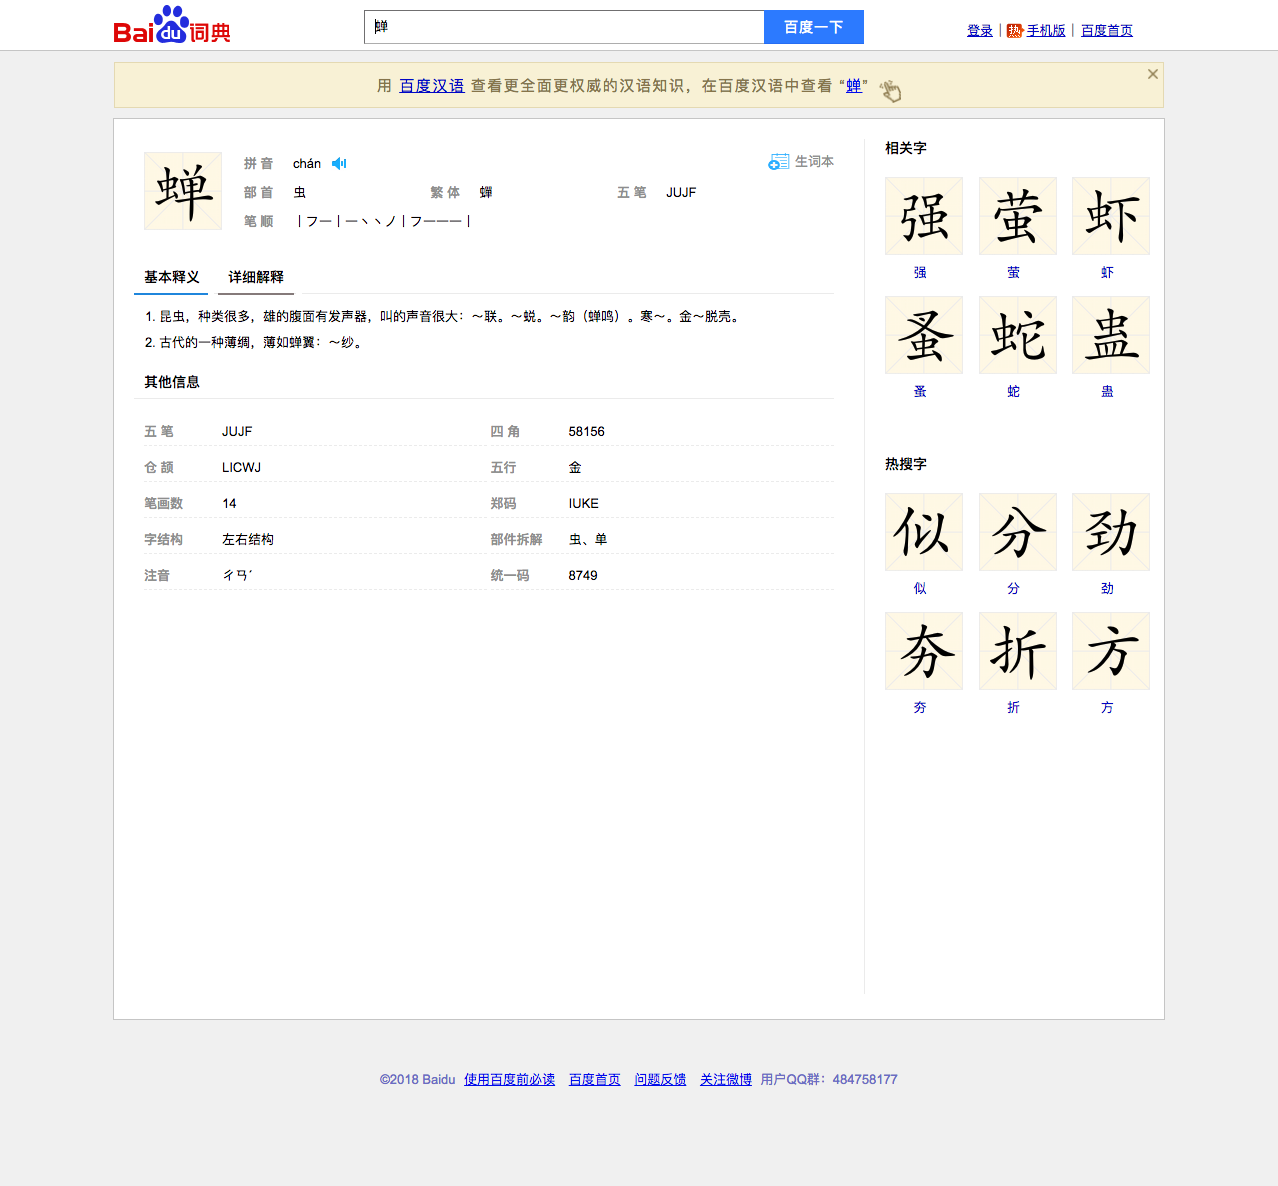 Baidu词典
蝉
百度一下
登录 | 热 手机版 | 百度首页
用 百度汉语 查看更全面更权威的汉语知识，在百度汉语中查看 “蝉”
蝉
拼 音 chán
生词本
部 首 虫 繁 体 蟬 五 笔 JUJF
笔 顺 丨フ一丨一丶丶ノ丨フ一一一丨
基本释义 详细解释
1. 昆虫，种类很多，雄的腹面有发声器，叫的声音很大：～联。～蜕。～韵（蝉鸣）。寒～。金～脱壳。
2. 古代的一种薄绸，薄如蝉翼：～纱。
其他信息
五 笔 JUJF 四 角 58156
仓 颉 LICWJ 五行 金
笔画数 14 郑码 IUKE
字结构 左右结构 部件拆解 虫、单
注音 ㄔㄢˊ 统一码 8749
相关字
强 萤 虾
强 萤 虾
蚤 蛇 蛊
蚤 蛇 蛊
热搜字
似 分 劲
似 分 劲
夯 折 方
夯 折 方
©2018 Baidu 使用百度前必读 百度首页 问题反馈 关注微博 用户QQ群：484758177